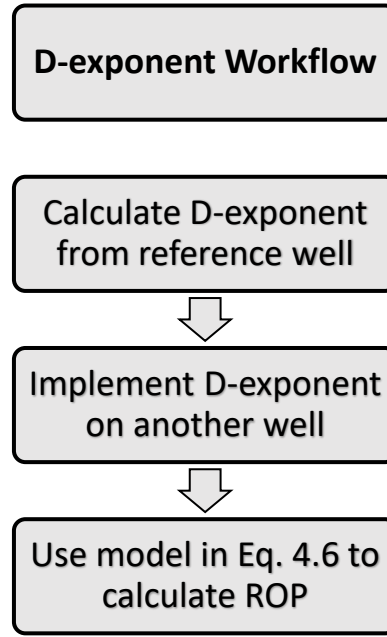 D-exponent Workflow
Calculate D-exponent
from reference well
Implement D-exponent
on another well
Use model in Eq. 4.6 to
calculate ROP